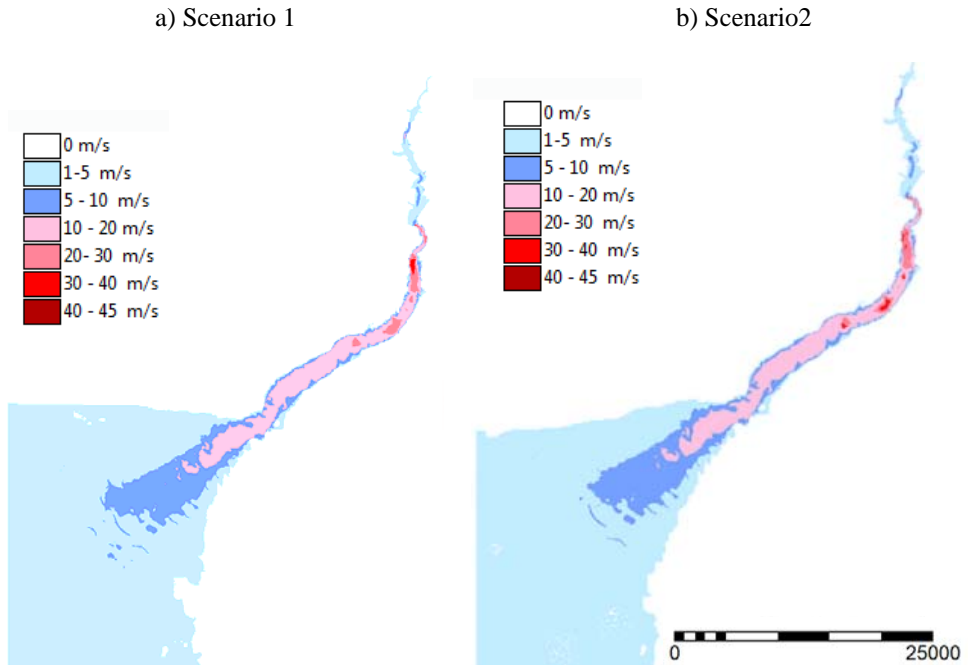 a) Scenario 1
b) Scenario2
0 m/s
1-5 m/s
5 - 10 m/s
10 - 20 m/s
20- 30 m/s
30 - 40 m/s
40 - 45 m/s
0 m/s
1-5 m/s
5 - 10 m/s
10 - 20 m/s
20 - 30 m/s
30 - 40 m/s
40 - 45 m/s
0 25000